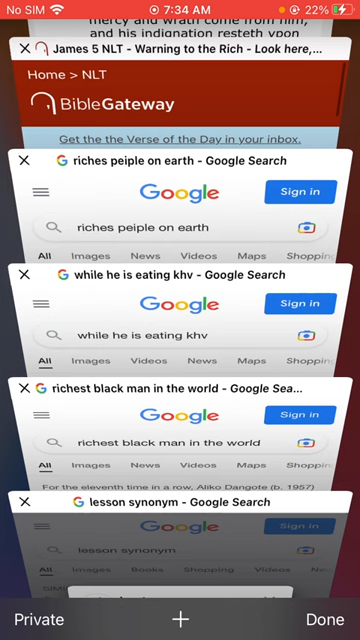 No SIM 7:34 AM 22%
mercy and wrath come from him,
and his indignation resteth upon
James 5 NLT - Warning to the Rich - Look here,...
Home > NLT
BibleGateway
Get the the Verse of the Day in your inbox.
riches peiple on earth - Google Search
Google Sign in
riches peiple on earth
All Images News Videos Maps Shopping
while he is eating khv - Google Search
Google Sign in
while he is eating khv
All Images Videos News Maps Shoppin
richest black man in the world - Google Sea...
Google Sign in
richest black man in the world
All Images News Videos Maps Shoppin
For the eleventh time in a row, Aliko Dangote (b. 1957)
lesson synonym - Google Search
Google Sign in
lesson synonym
All Images Books Shopping Videos Ne
Private + Done